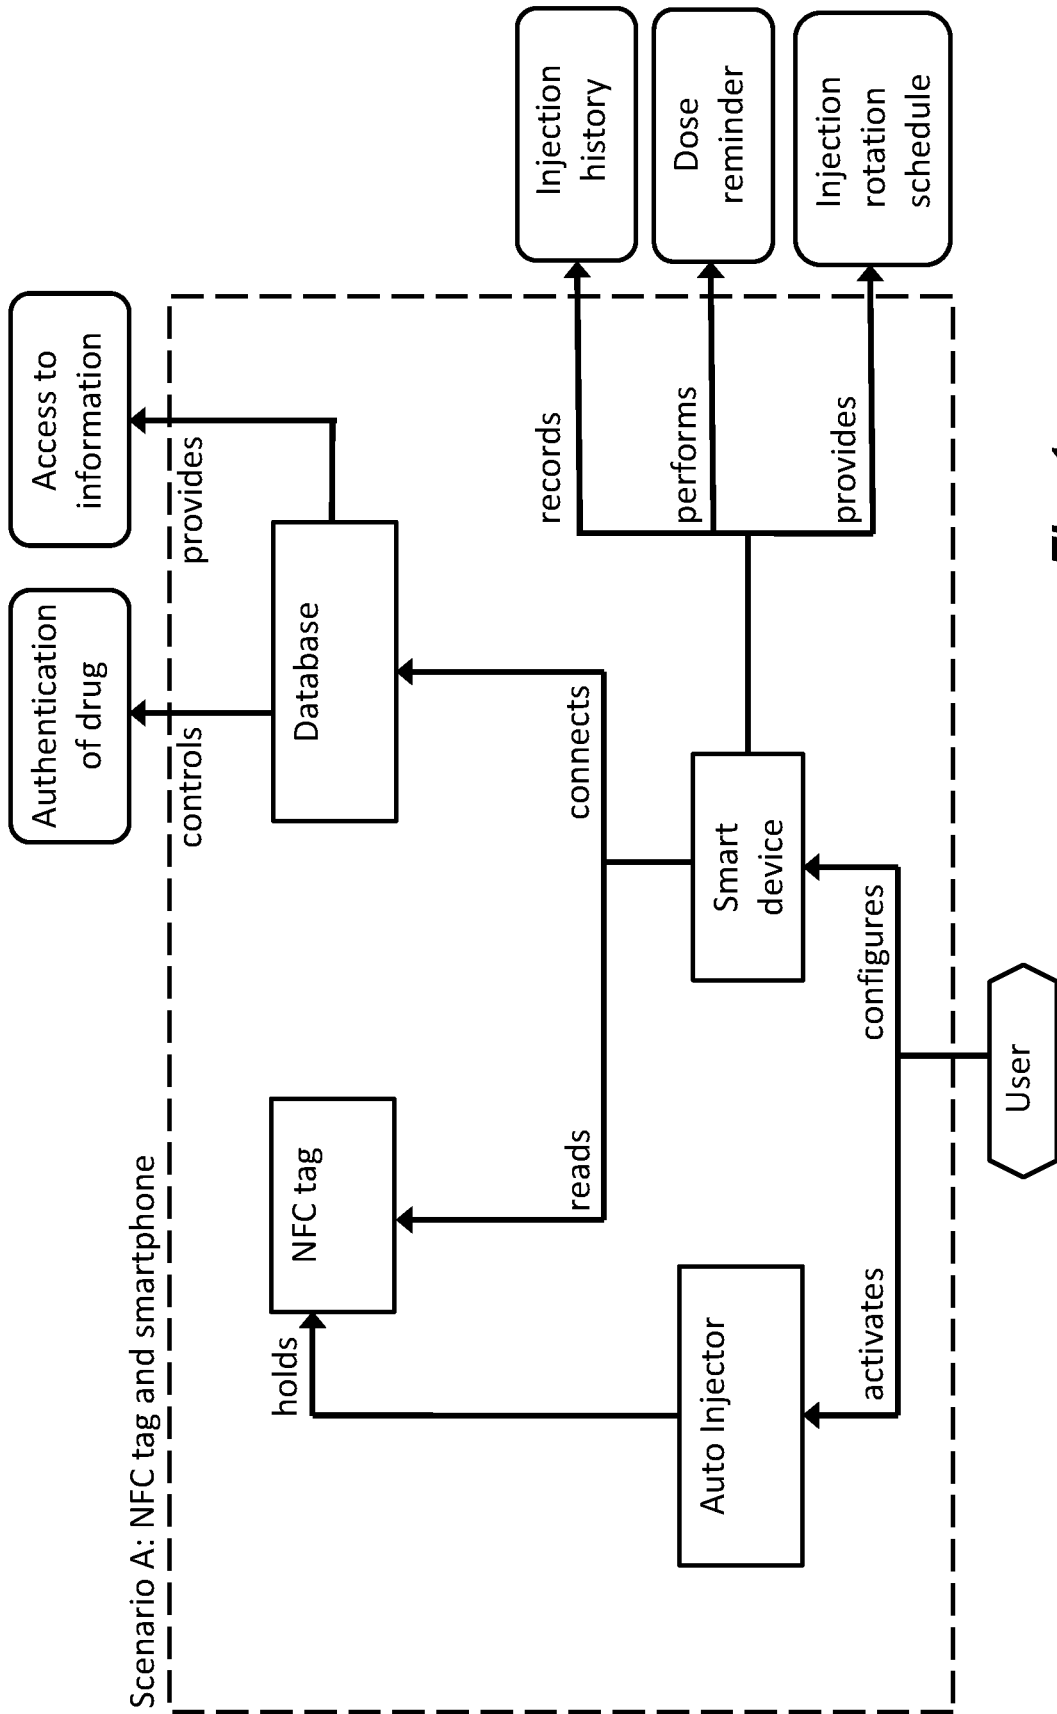 Scenario A: NFC tag and smartphone
Authentication
of drug
Access to
information
controls
provides
holds
NFC tag
Database
reads
connects
Injection
history
records
Auto Injector
Smart
device
performs
Dose
reminder
activates
configures
provides
Injection
rotation
schedule
User